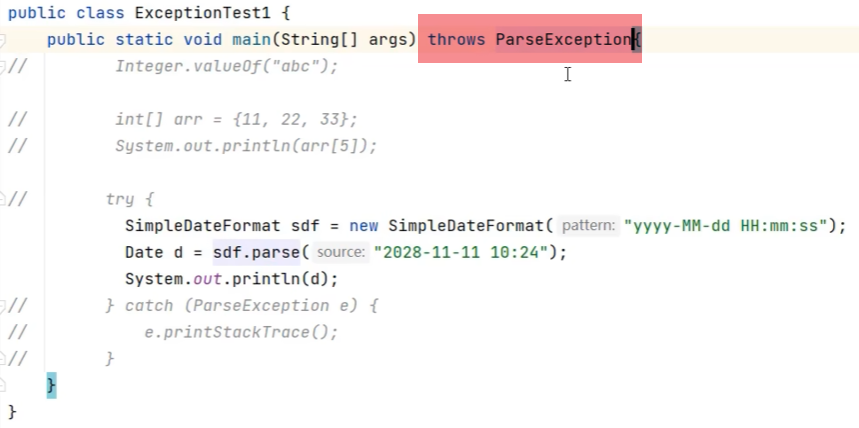 public class ExceptionTest1 {
public static void main(String[] args) throws ParseException{
// Integer.valueOf("abc");
// int[] arr = {11, 22, 33};
// System.out.println(arr[5]);
// try {
SimpleDateFormat sdf = new SimpleDateFormat( pattern: "yyyy-MM-dd HH:mm:ss");
Date d = sdf.parse( source: "2028-11-11 10:24");
System.out.println(d);
// } catch (ParseException e) {
// e.printStackTrace();
// }
}
}